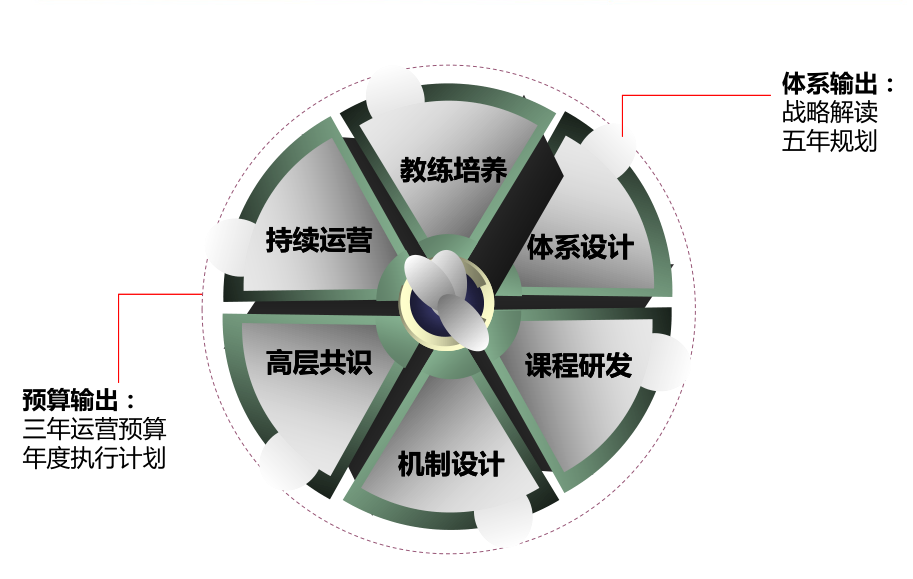 体系输出：
战略解读
五年规划
教练培养
持续运营
体系设计
高层共识
课程研发
机制设计
预算输出：
三年运营预算
年度执行计划